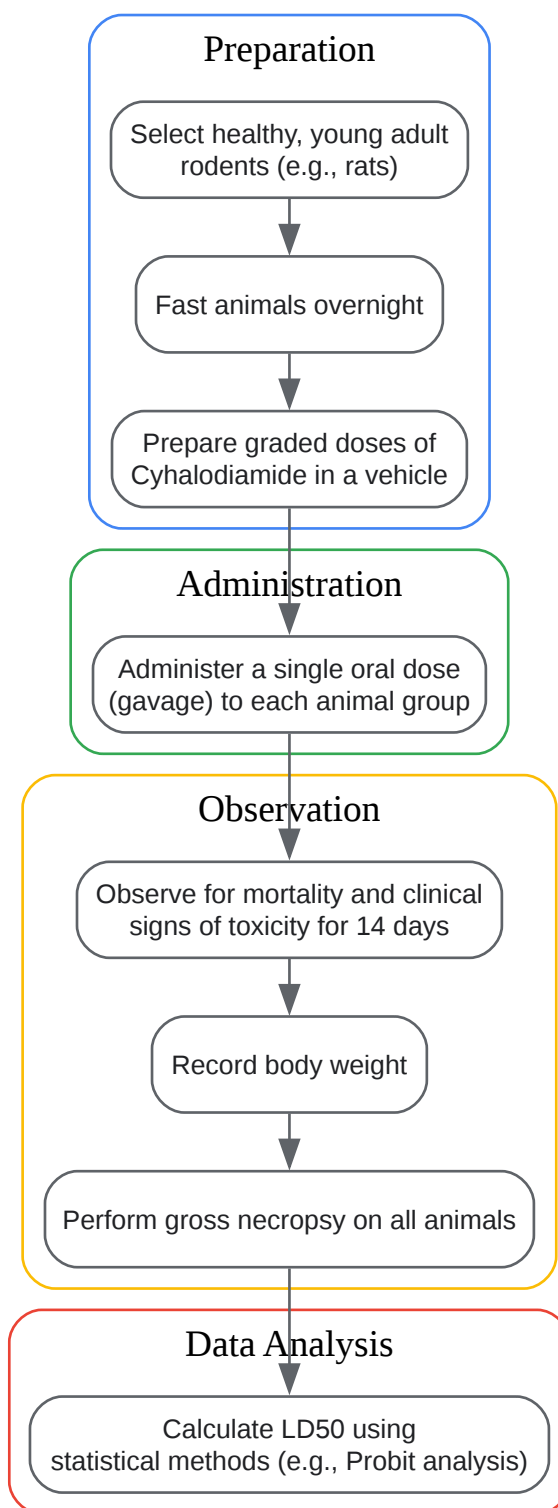 Preparation
Select healthy, young adult
rodents (e.g., rats)
Fast animals overnight
Prepare graded doses of
Cyhalodiamide in a vehicle
Administration
Administer a single oral dose
(gavage) to each animal group
Observation
Observe for mortality and clinical
signs of toxicity for 14 days
Record body weight
Perform gross necropsy on all animals
Data Analysis
Calculate LD50 using
statistical methods (e.g., Probit analysis)